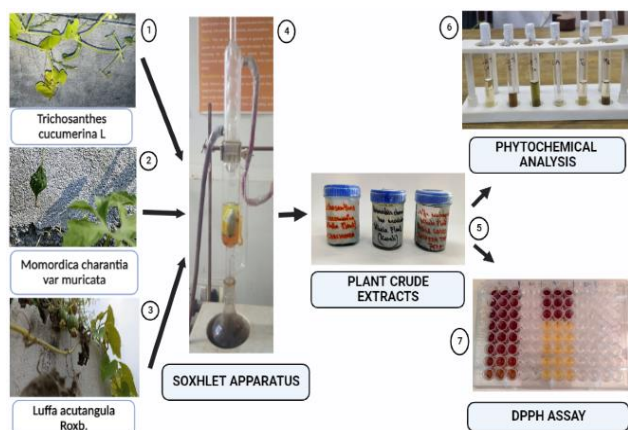 1
Trichosanthes
cucumerina L
2
Momordica charantia
var muricata
3
Luffa acutangula
Roxb.
4
SOXHLET APPARATUS
PLANT CRUDE
EXTRACTS
5
6
PHYTOCHEMICAL
ANALYSIS
7
DPPH ASSAY